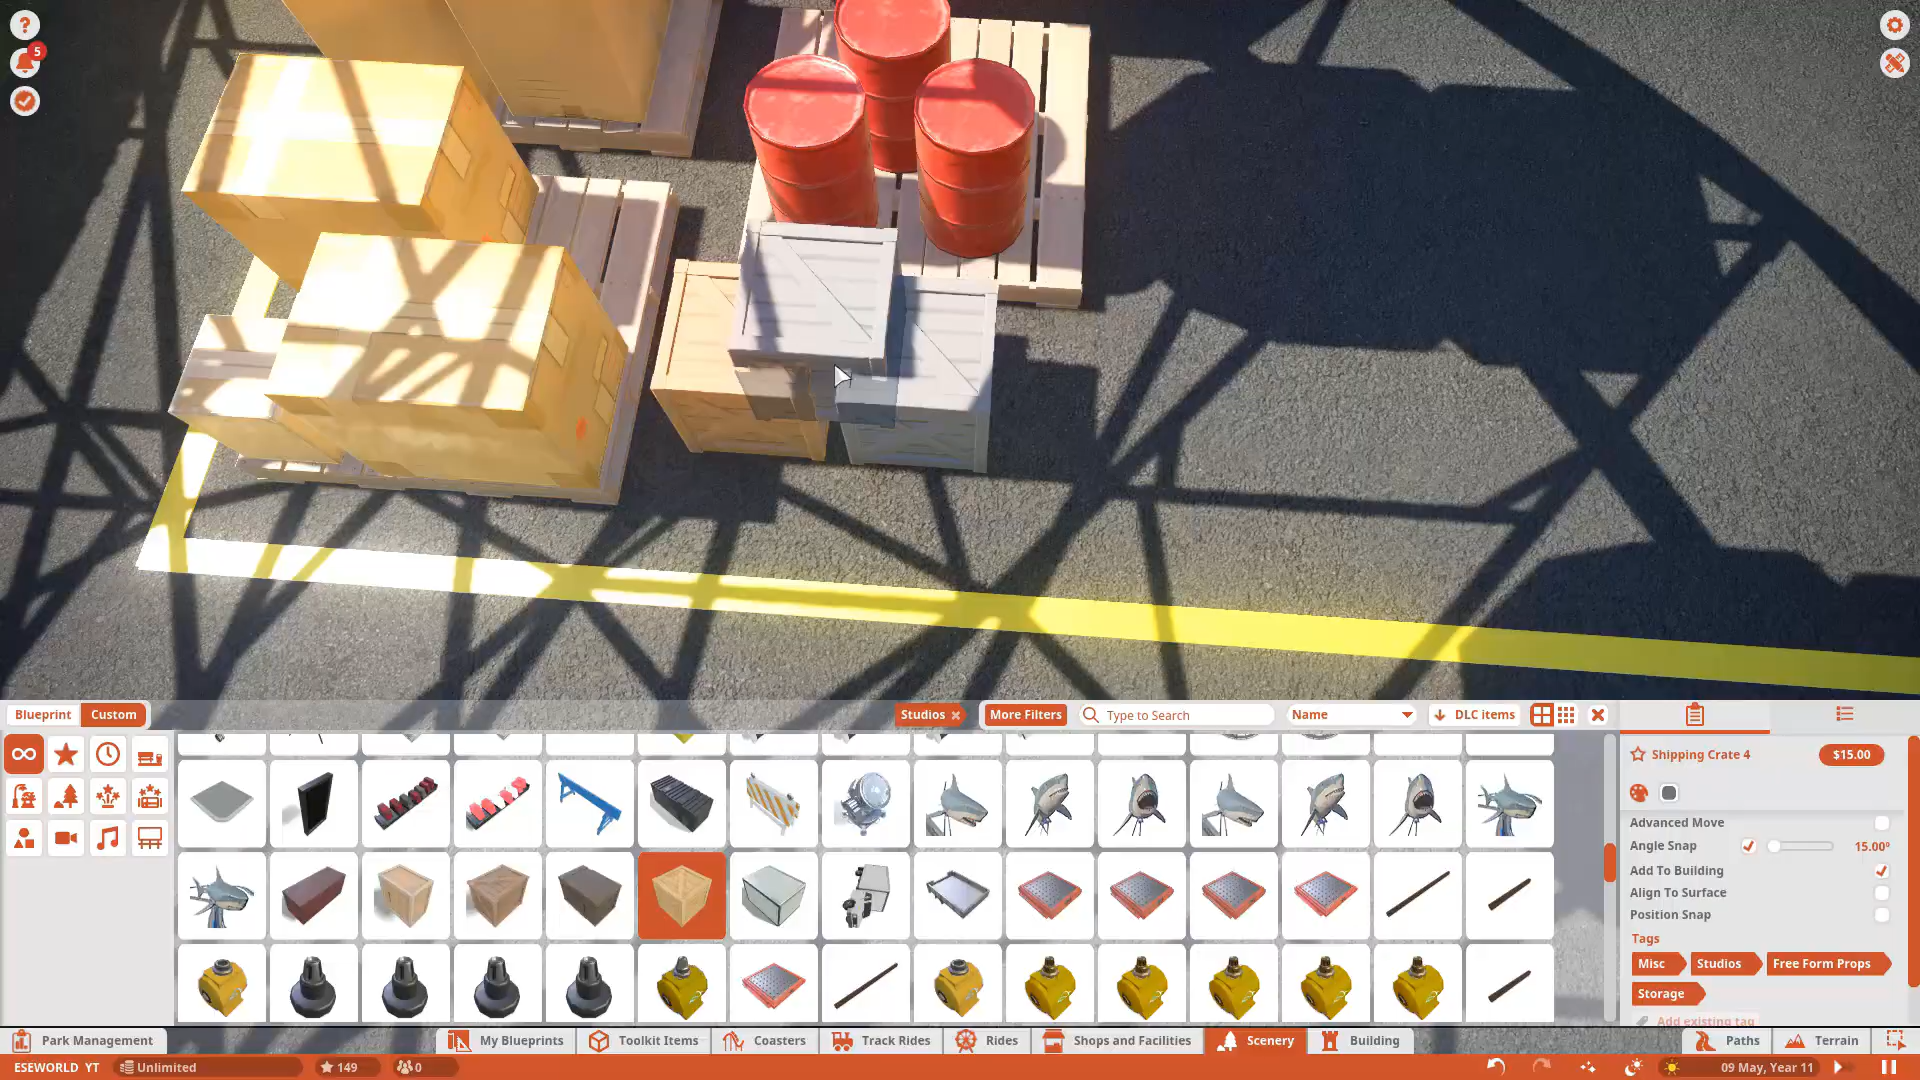 ?
5
Blueprint
Custom
Studios ×
More Filters
Type to Search
Name
DLC items
Shipping Crate 4
$15.00
Advanced Move
Angle Snap
15.00º
Add To Building
Align To Surface
Position Snap
Tags
Misc
Studios
Free Form Props
Storage
Add existing tag
Park Management
My Blueprints
Toolkit Items
Coasters
Track Rides
Rides
Shops and Facilities
Scenery
Building
Paths
Terrain
ESEWORLD YT
Unlimited
149
0
09 May, Year 11